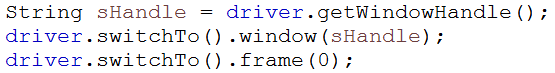 String sHandle = driver.getWindowHandle();
driver.switchTo().window(sHandle);
driver.switchTo().frame(0);